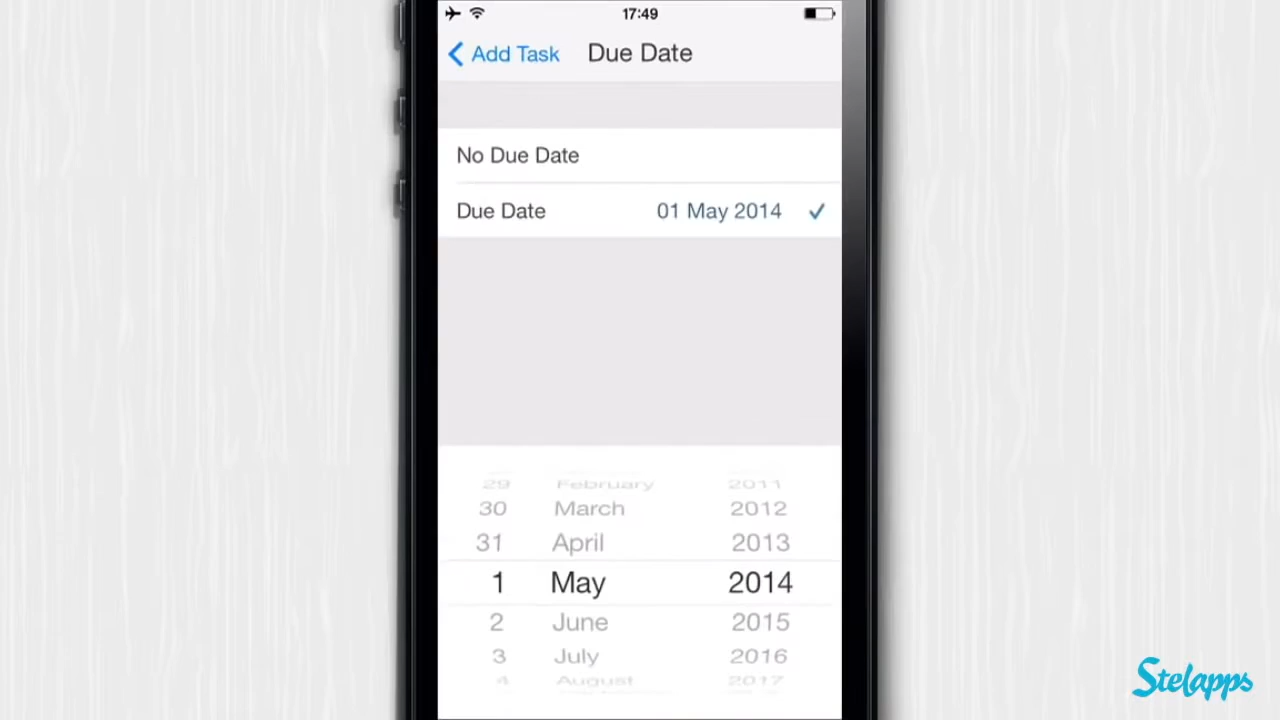 17:49
Add Task Due Date
No Due Date
Due Date 01 May 2014
29 February 2011
30 March 2012
31 April 2013
1 May 2014
2 June 2015
3 July 2016
4 August 2017
Stelapps